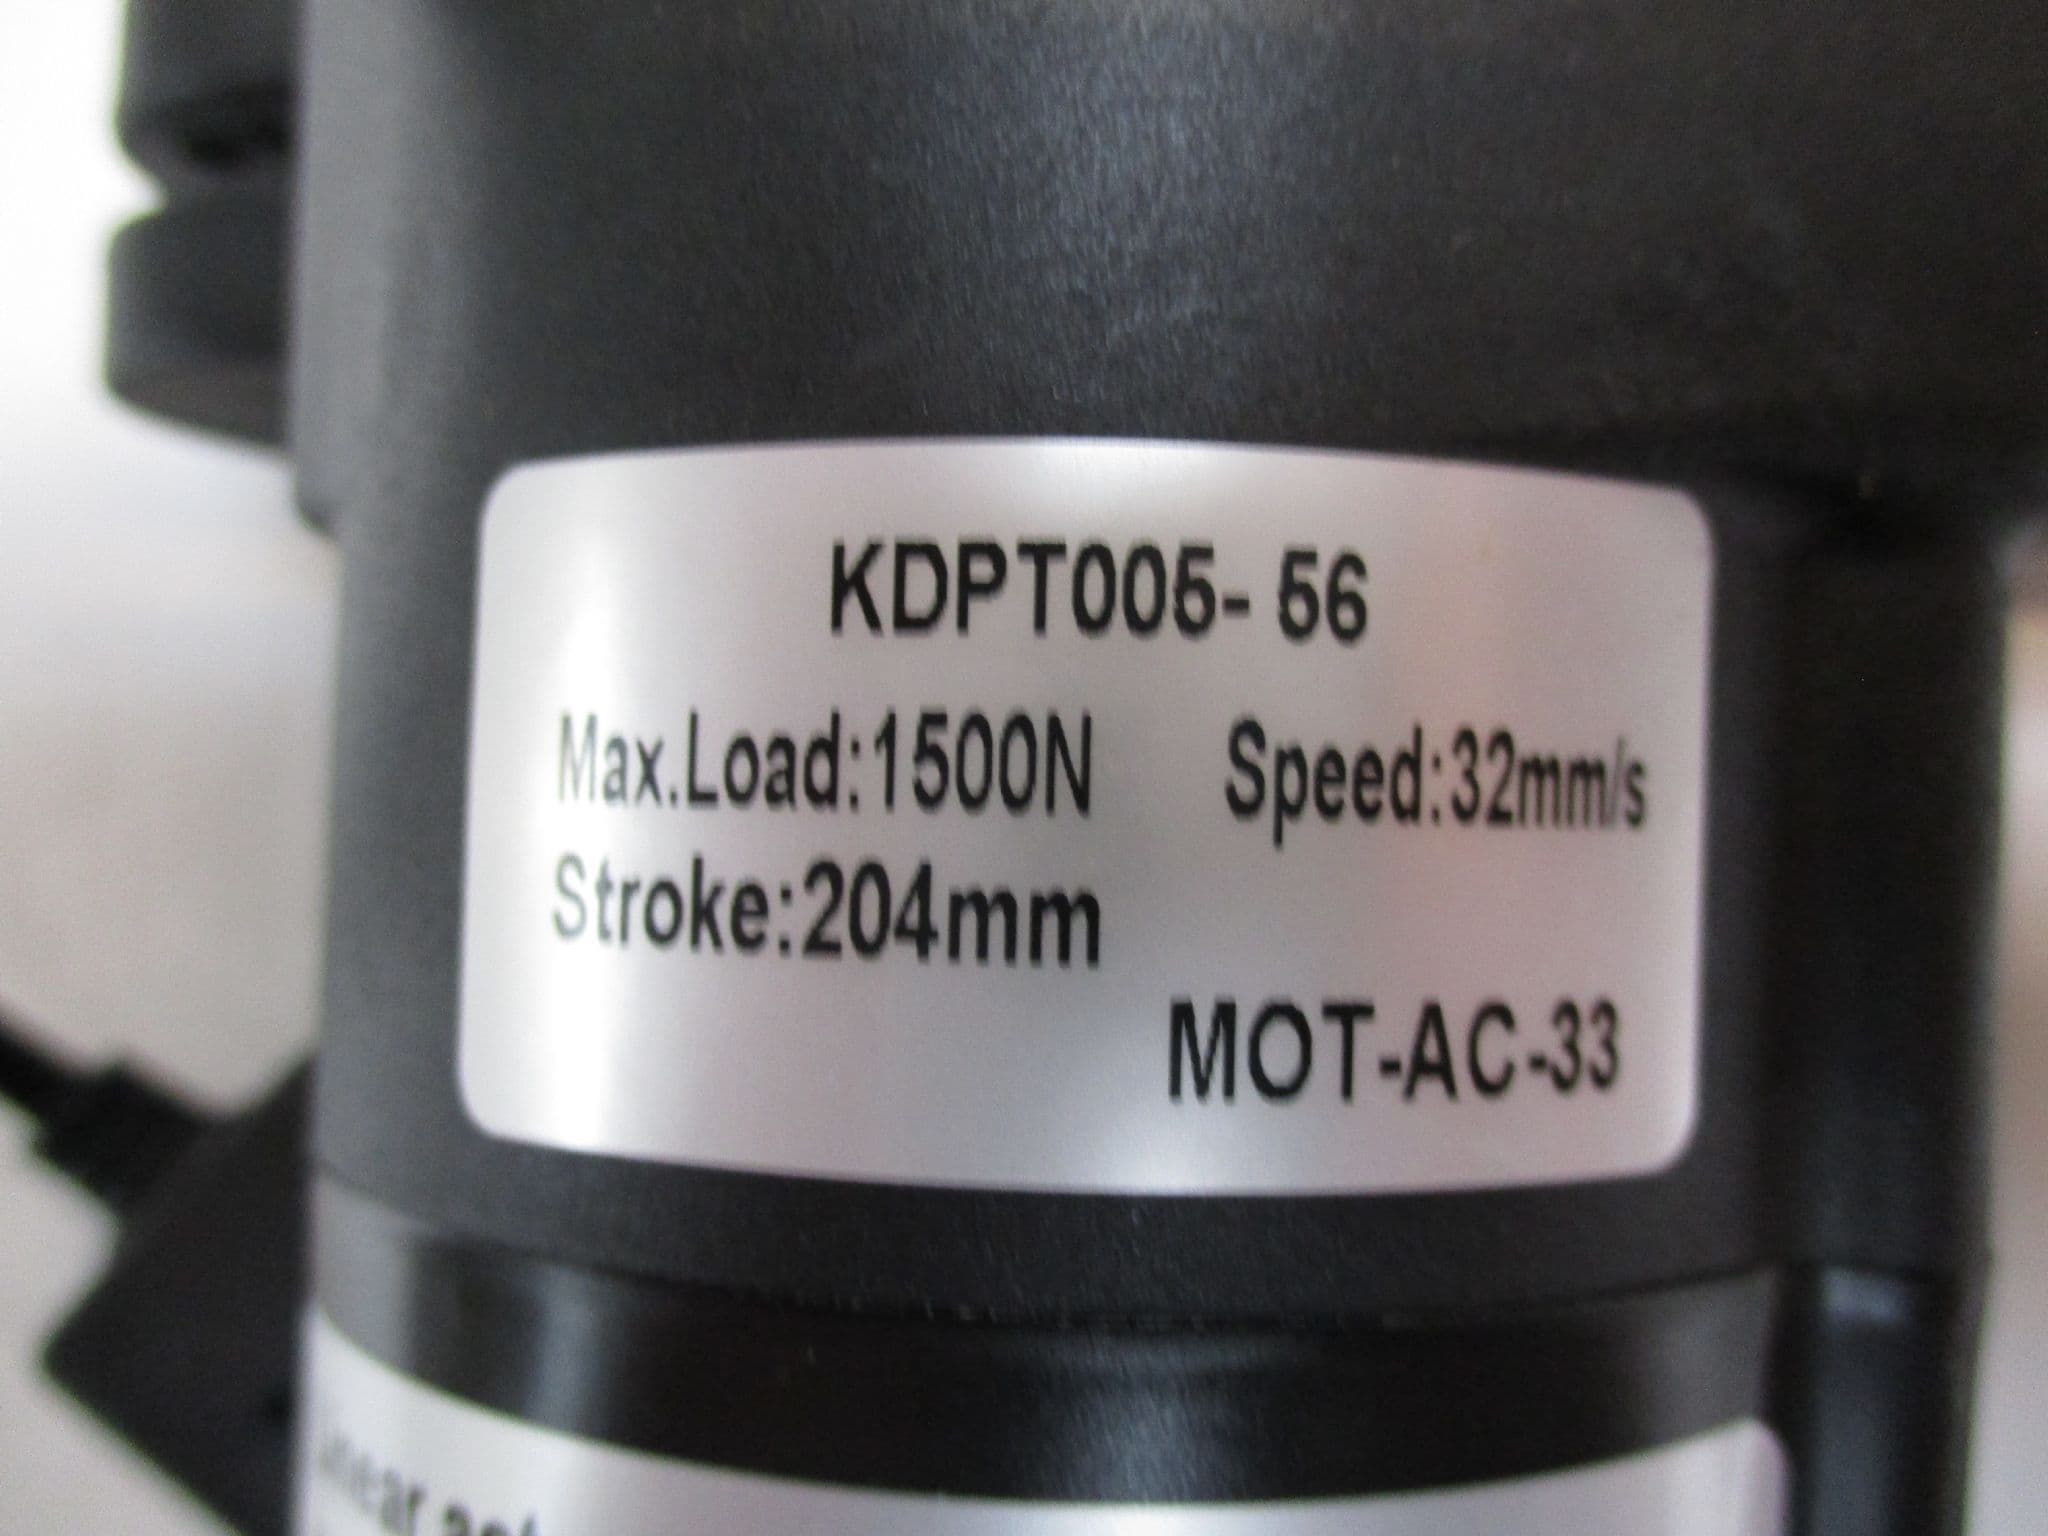 KDPT005- 56
Max.Load:1500N Speed:32mm/s
Stroke:204mm
MOT-AC-33